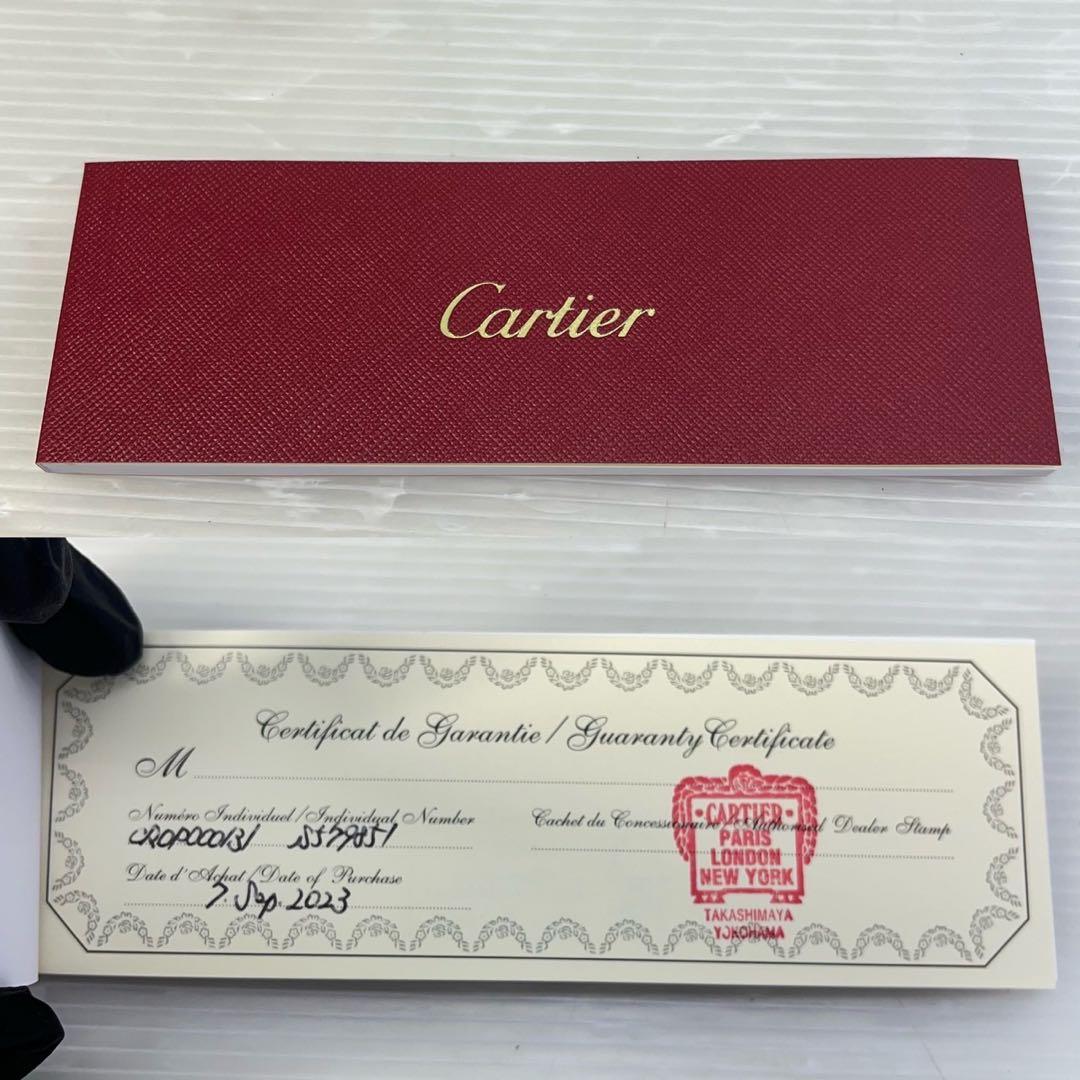 Cartier
Certificat de Garantie / Guaranty Certificate
M
Numéro Individuel / Individual Number
CROP000131 SS79851
Cachet du Concessionnaire / Authorised Dealer Stamp
Date d'Achat / Date of Purchase
7. Sep. 2023
CARTIER
PARIS
LONDON
NEW YORK
TAKASHIMAYA
YOKOHAMA